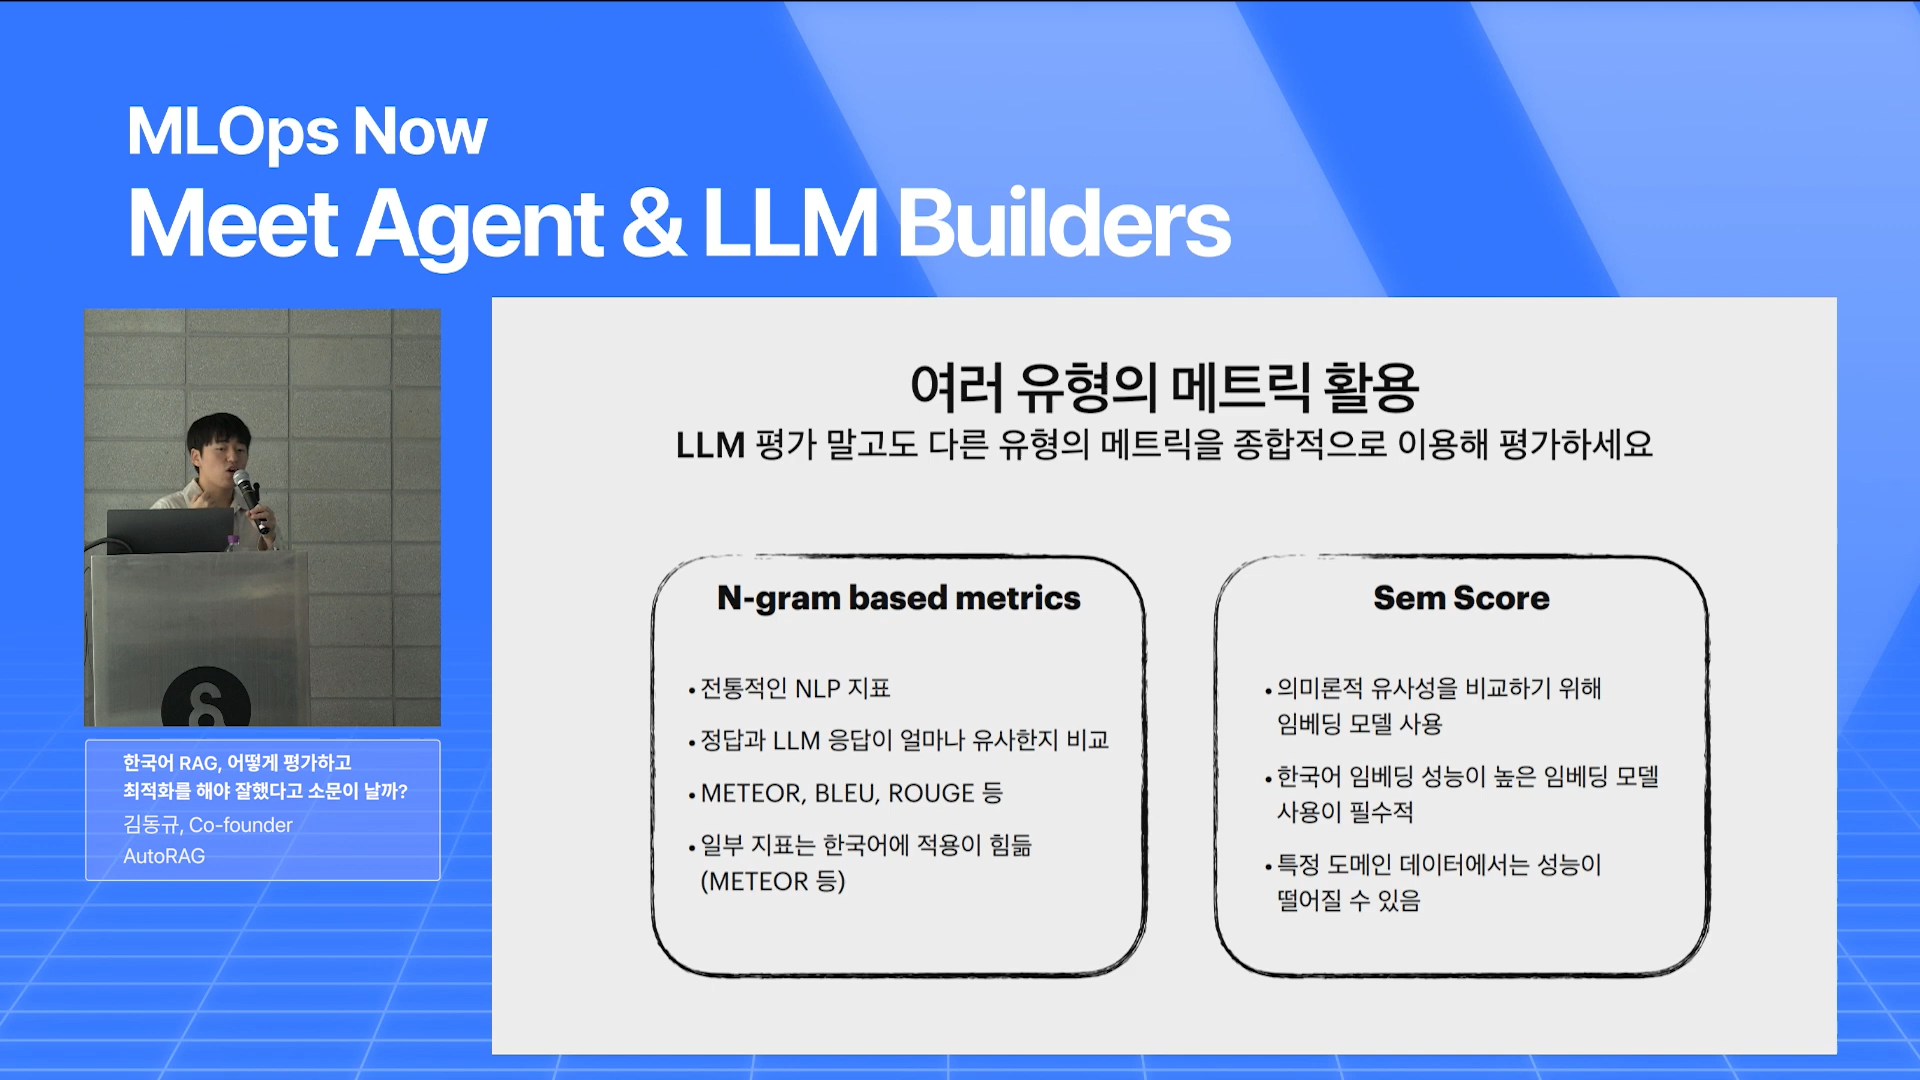 MLOps Now
Meet Agent & LLM Builders
여러 유형의 메트릭 활용
LLM 평가 말고도 다른 유형의 메트릭을 종합적으로 이용해 평가하세요
N-gram based metrics
• 전통적인 NLP 지표
• 정답과 LLM 응답이 얼마나 유사한지 비교
• METEOR, BLEU, ROUGE 등
• 일부 지표는 한국어에 적용이 힘듦
(METEOR 등)
Sem Score
• 의미론적 유사성을 비교하기 위해
임베딩 모델 사용
• 한국어 임베딩 성능이 높은 임베딩 모델
사용이 필수적
• 특정 도메인 데이터에서는 성능이
떨어질 수 있음
한국어 RAG, 어떻게 평가하고
최적화를 해야 잘했다고 소문이 날까?
김동규, Co-founder
AutoRAG